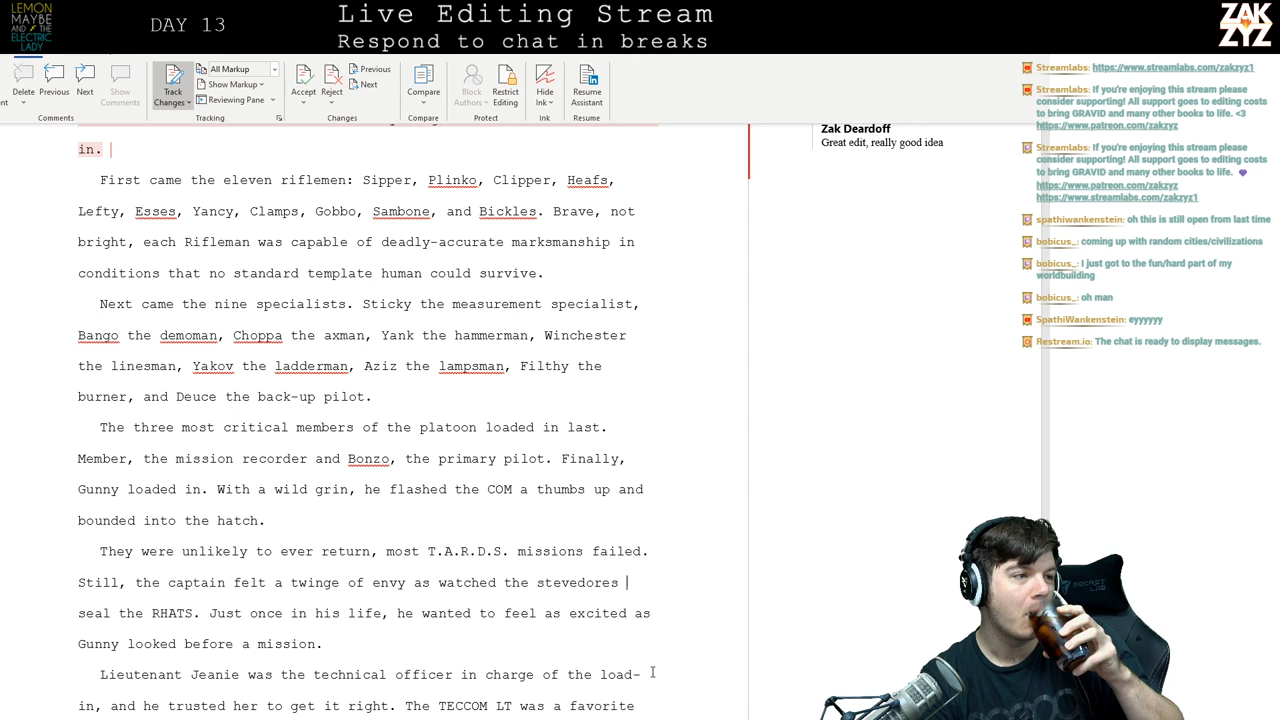 LEMON
MAYBE
AND THE
ELECTRIC
LADY
DAY 13
Live Editing Stream
Respond to chat in breaks
ZAK
ZYZ
Delete
Previous
Next
Show
Comments
Comments
Track
Changes
All Markup
Show Markup
Reviewing Pane
Tracking
Accept
Reject
Previous
Next
Changes
Compare
Compare
Block
Authors
Restrict
Editing
Protect
Hide
Ink
Ink
Resume
Assistant
Resume
in.
First came the eleven riflemen: Sipper, Plinko, Clipper, Heafs,
Lefty, Esses, Yancy, Clamps, Gobbo, Sambone, and Bickles. Brave, not
bright, each Rifleman was capable of deadly-accurate marksmanship in
conditions that no standard template human could survive.
Next came the nine specialists. Sticky the measurement specialist,
Bango the demoman, Choppa the axman, Yank the hammerman, Winchester
the linesman, Yakov the ladderman, Aziz the lampsman, Filthy the
burner, and Deuce the back-up pilot.
The three most critical members of the platoon loaded in last.
Member, the mission recorder and Bonzo, the primary pilot. Finally,
Gunny loaded in. With a wild grin, he flashed the COM a thumbs up and
bounded into the hatch.
They were unlikely to ever return, most T.A.R.D.S. missions failed.
Still, the captain felt a twinge of envy as watched the stevedores
seal the RHATS. Just once in his life, he wanted to feel as excited as
Gunny looked before a mission.
Lieutenant Jeanie was the technical officer in charge of the load-
in, and he trusted her to get it right. The TECCOM LT was a favorite
Zak Deardoff
Great edit, really good idea
Streamlabs: https://www.streamlabs.com/zakzyz1
Streamlabs: If you're enjoying this stream please
consider supporting! All support goes to editing costs
to bring GRAVID and many other books to life. <3
https://www.patreon.com/zakzyz
Streamlabs: If you're enjoying this stream please
consider supporting! All support goes to editing costs
to bring GRAVID and many other books to life. 💜
https://www.patreon.com/zakzyz
https://www.streamlabs.com/zakzyz1
spathiwankenstein: oh this is still open from last time
bobicus_: coming up with random cities/civilizations
bobicus_: I just got to the fun/hard part of my
worldbuilding
bobicus_: oh man
SpathiWankenstein: eyyyyyy
Restream.io: The chat is ready to display messages.